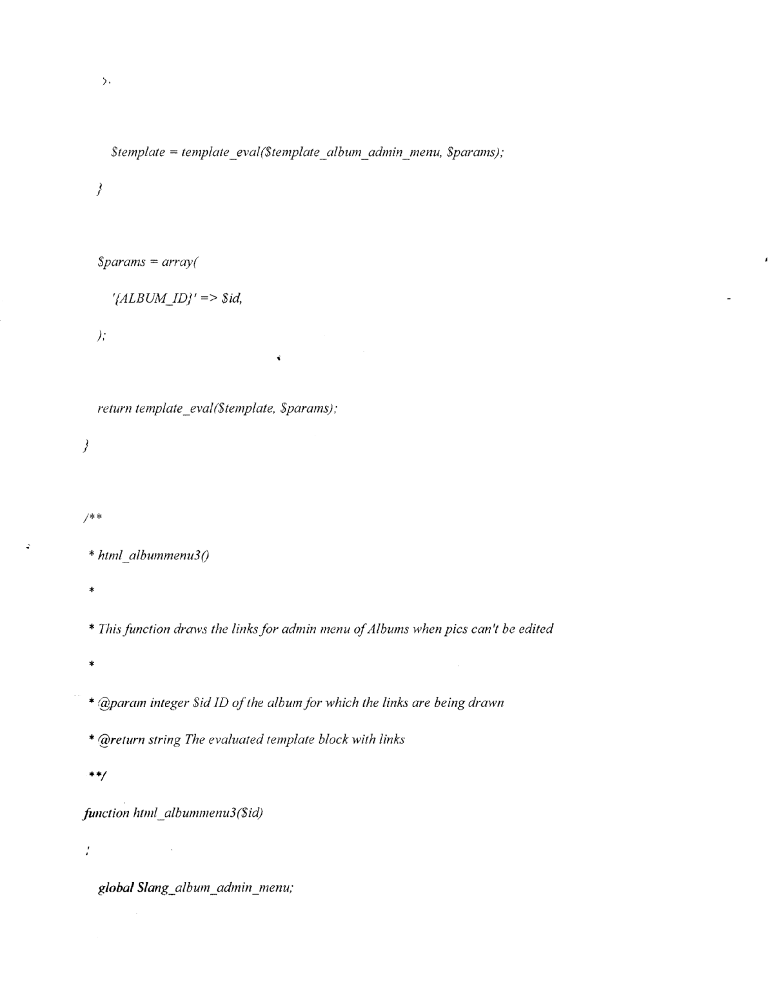 $template = template_eval($template_album_admin_menu, $params);
}
$params = array(
'{ALBUM_ID}' => $id,
);
return template_eval($template, $params);
}
/**
* html_albummenu3()
*
* This function draws the links for admin menu of Albums when pics can't be edited
*
* @param integer $id ID of the album for which the links are being drawn
* @return string The evaluated template block with links
**/
function html_albummenu3($id)
global $lang_album_admin_menu;